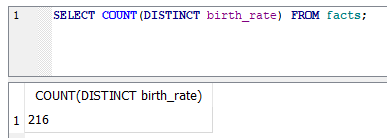 1 SELECT COUNT(DISTINCT birth_rate) FROM facts;
COUNT(DISTINCT birth_rate)
1 216